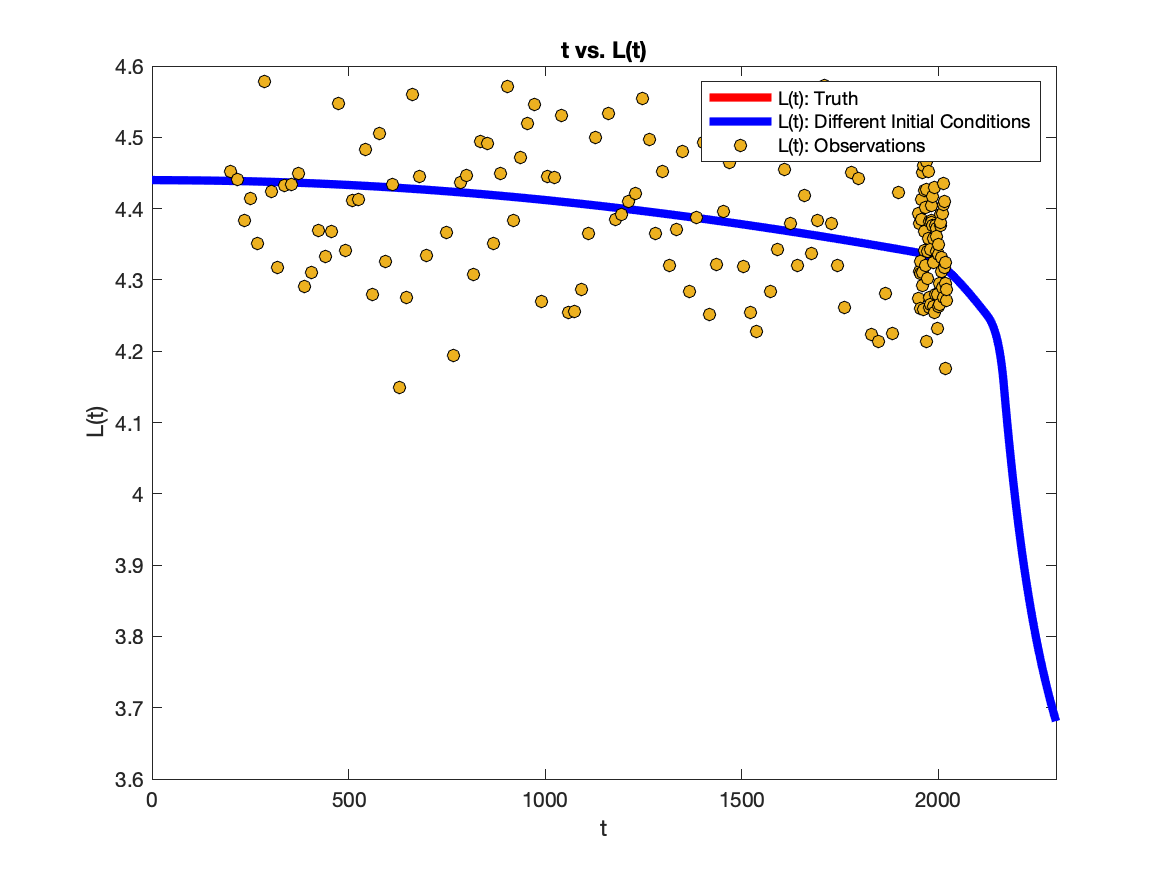 t vs. L(t)
4.6
4.5
4.4
4.3
4.2
4.1
4
3.9
3.8
3.7
3.6
L(t)
L(t): Truth
L(t): Different Initial Conditions
L(t): Observations
0 500 1000 1500 2000
t